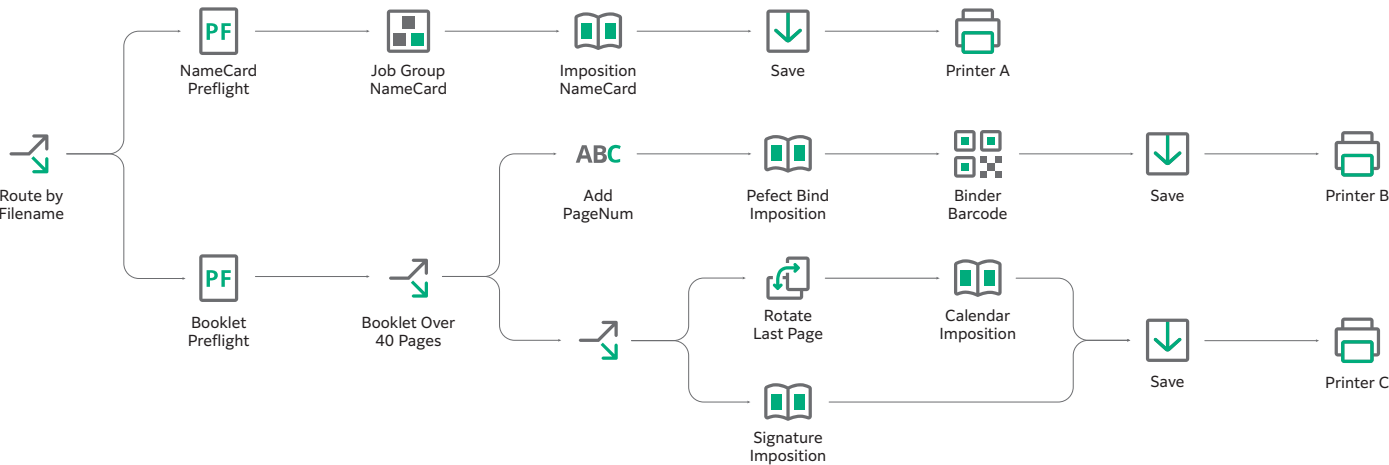 PF
NameCard
Preflight
Job Group
NameCard
Imposition
NameCard
Save
Printer A
Route by
Filename
ABC
Add
PageNum
Pefect Bind
Imposition
Binder
Barcode
Save
Printer B
PF
Booklet
Preflight
Booklet Over
40 Pages
Rotate
Last Page
Calendar
Imposition
Signature
Imposition
Save
Printer C